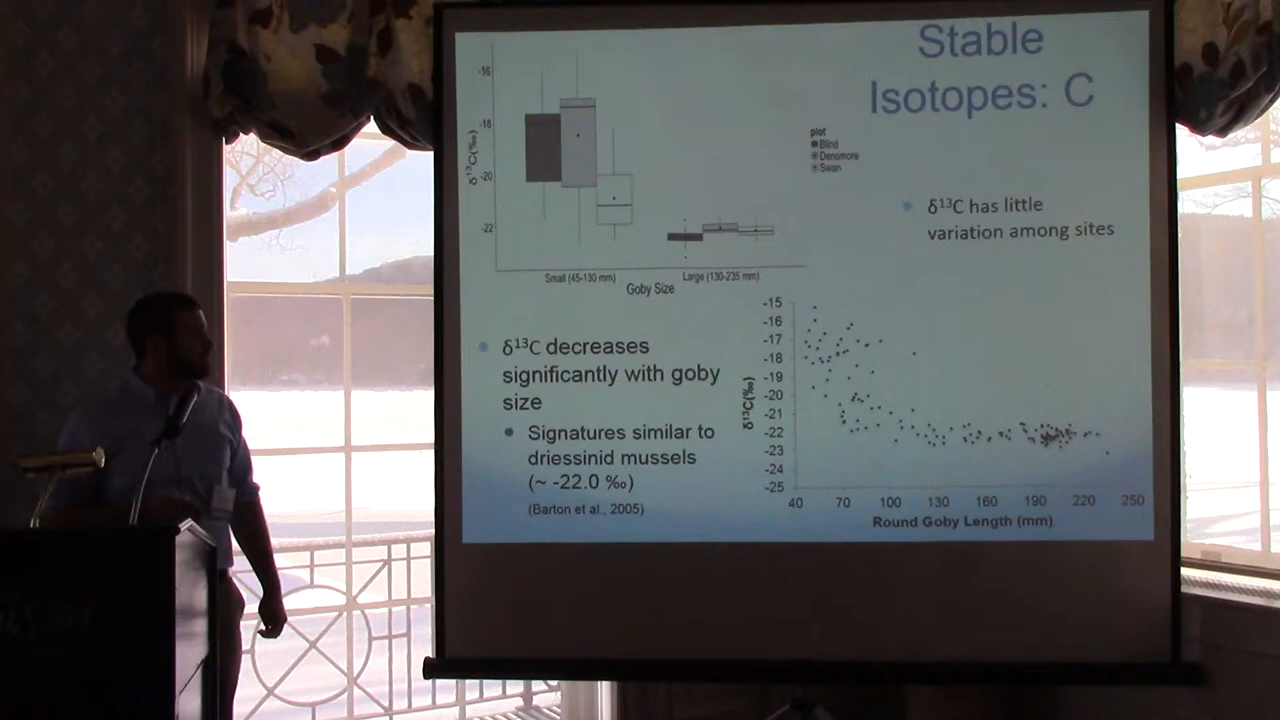 Stable
Isotopes: C
-16
-18
-20
-22
δ¹³C(‰)
Small (45-130 mm)
Large (130-235 mm)
Goby Size
plot
Blind
Densmore
Swan
δ¹³C has little
variation among sites
δ¹³C decreases
significantly with goby
size
Signatures similar to
driessinid mussels
(~ -22.0 ‰)
(Barton et al., 2005)
-15
-16
-17
-18
-19
-20
-21
-22
-23
-24
-25
δ¹³C(‰)
40 70 100 130 160 190 220 250
Round Goby Length (mm)